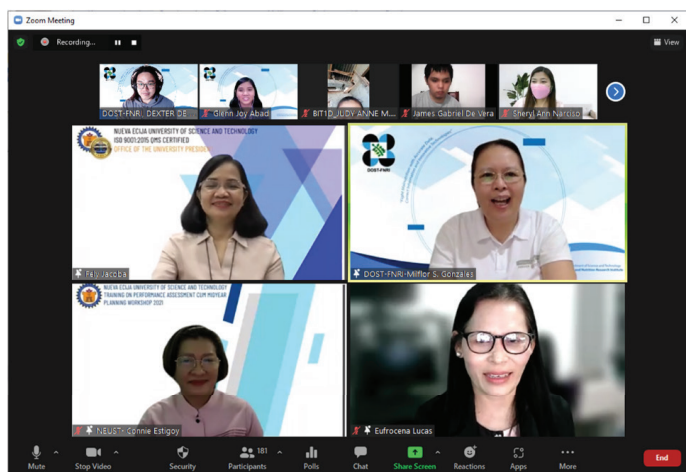 Zoom Meeting
Recording...
View
DOST-FNRI, DEXTER DE
Glenn Joy Abad
BIT1D_JUDY ANNE M...
James Gabriel De Vera
Sheryl Ann Narciso
NUEVA ECIJA UNIVERSITY OF SCIENCE AND TECHNOLOGY
ISO 9001:2015 QMS CERTIFIED
OFFICE OF THE UNIVERSITY PRESIDENT
Fely Jacoba
DOST-FNRI
DOST-FNRI-Milflor S. Gonzales
NUEVA ECIJA UNIVERSITY OF SCIENCE AND TECHNOLOGY
TRAINING ON PERFORMANCE ASSESSMENT CUM MIDYEAR
PLANNING WORKSHOP 2021
NEUST- Connie Estigoy
Eufrocena Lucas
Mute
Stop Video
Security
181
Participants
Polls
Chat
Share Screen
Reactions
Apps
More
End